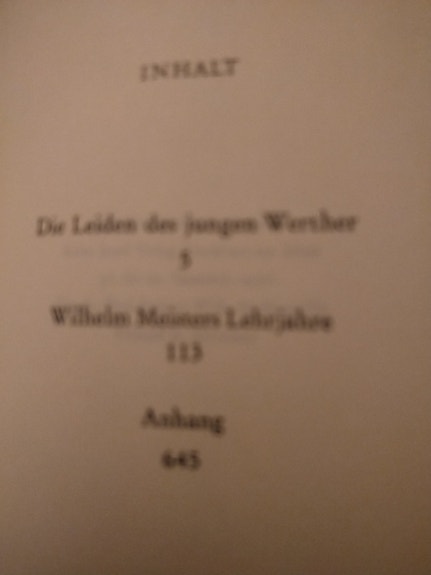 INHALT
Die Leiden des jungen Werther
5
Wilhelm Meisters Lehrjahre
113
Anhang
645